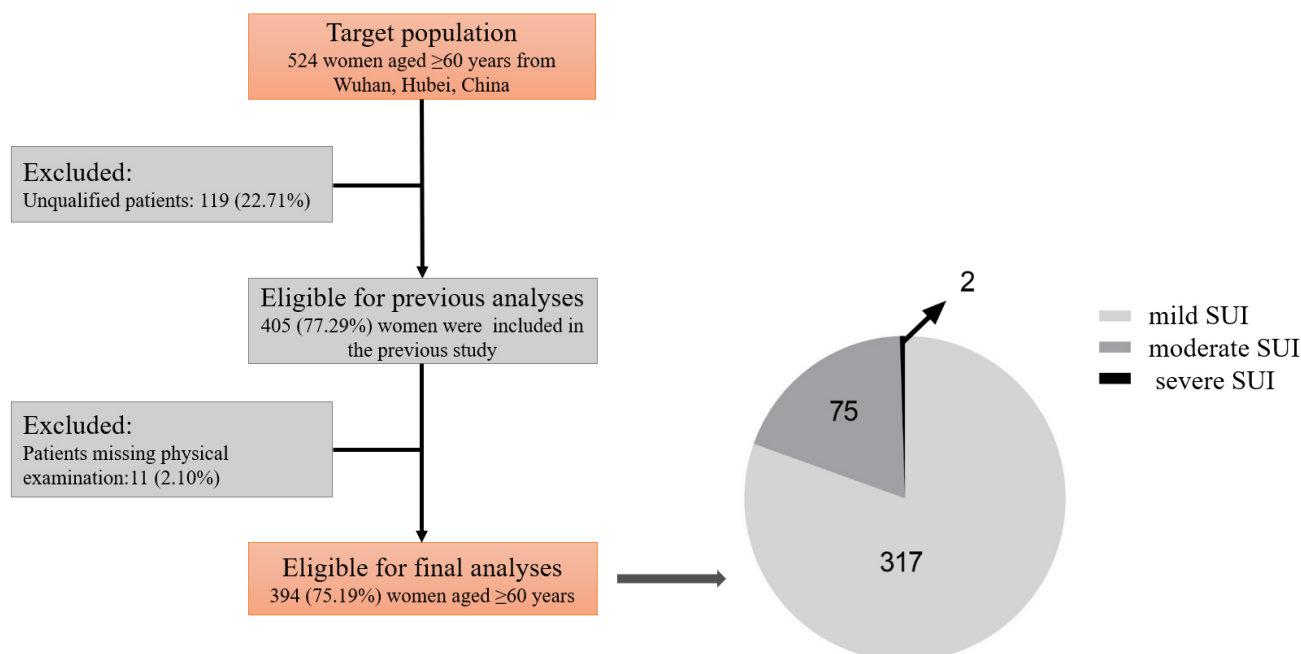 Target population
524 women aged ≥60 years from
Wuhan, Hubei, China
Excluded:
Unqualified patients: 119 (22.71%)
Eligible for previous analyses
405 (77.29%) women were included in
the previous study
Excluded:
Patients missing physical
examination:11 (2.10%)
Eligible for final analyses
394 (75.19%) women aged ≥60 years
2
75
317
mild SUI
moderate SUI
severe SUI